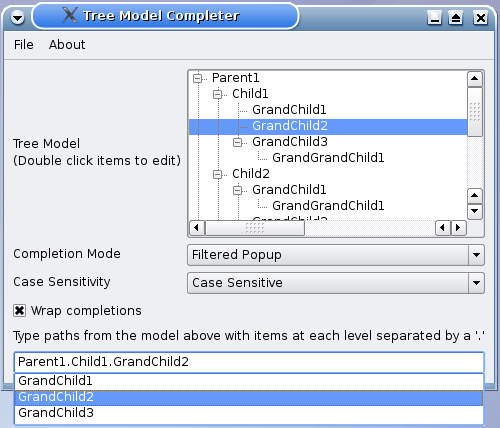 Tree Model Completer
File About
Parent1
Child1
GrandChild1
GrandChild2
GrandChild3
GrandGrandChild1
Child2
GrandChild1
GrandGrandChild1
Tree Model
(Double click items to edit)
Completion Mode
Filtered Popup
Case Sensitivity
Case Sensitive
Wrap completions
Type paths from the model above with items at each level separated by a '.'
Parent1.Child1.GrandChild2
GrandChild1
GrandChild2
GrandChild3